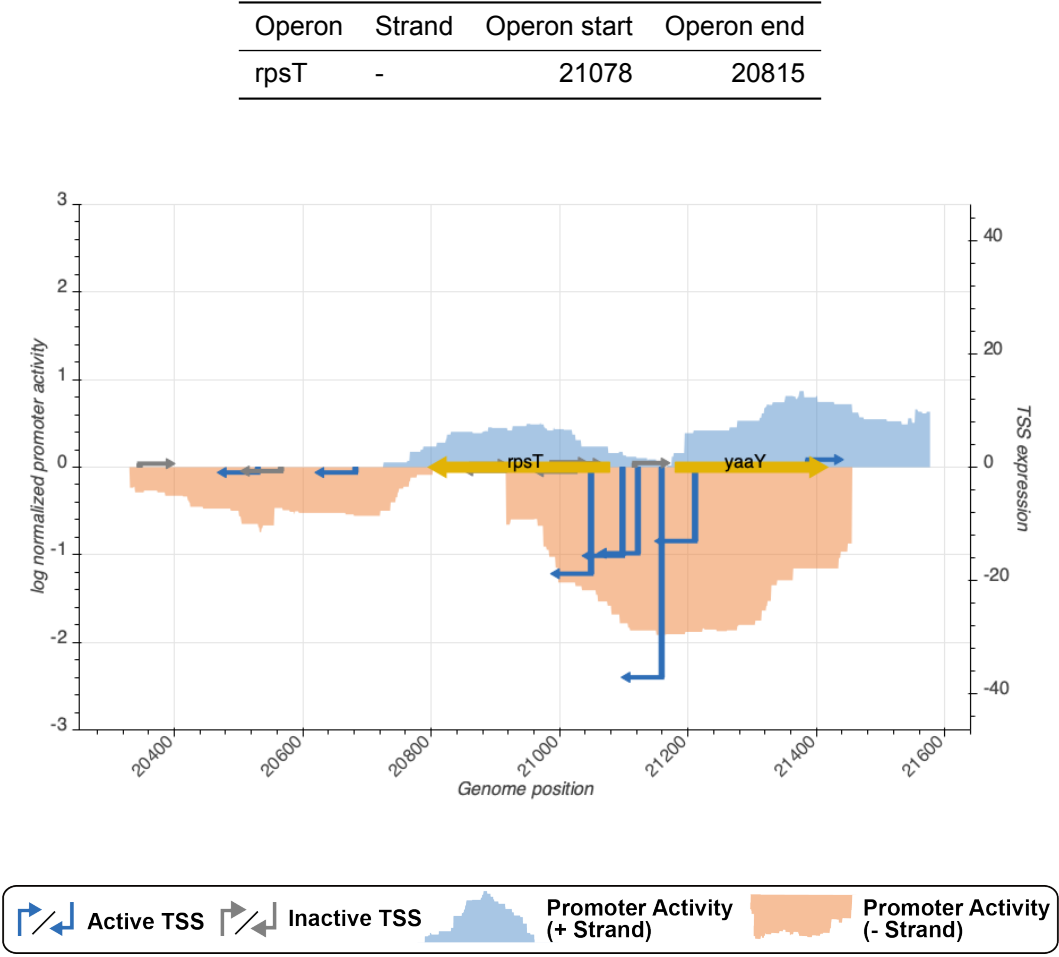 Operon Strand Operon start Operon end
rpsT - 21078 20815
3
2
1
0
-1
-2
-3
log normalized promoter activity
40
20
0
-20
-40
TSS expression
rpsT
yaaY
20400
20600
20800
21000
21200
21400
21600
Genome position
Active TSS
Inactive TSS
Promoter Activity
(+ Strand)
Promoter Activity
(- Strand)